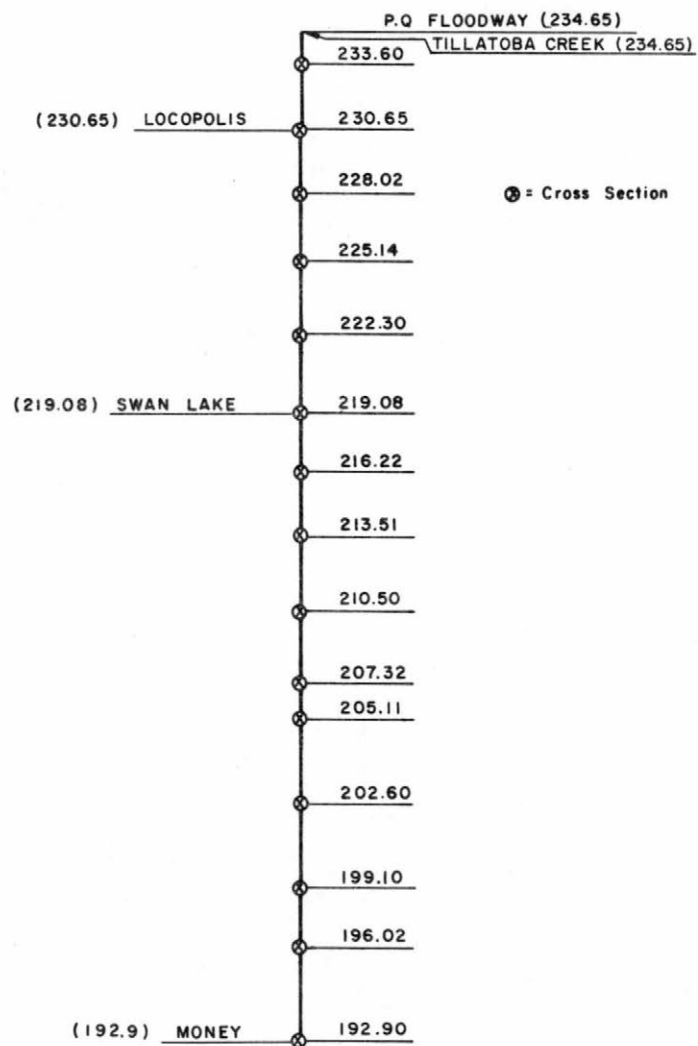 P.Q FLOODWAY (234.65)
TILLATOBA CREEK (234.65)
233.60
(230.65) LOCOPOLIS 230.65
228.02
⊗ = Cross Section
225.14
222.30
(219.08) SWAN LAKE 219.08
216.22
213.51
210.50
207.32
205.11
202.60
199.10
196.02
(192.9) MONEY 192.90